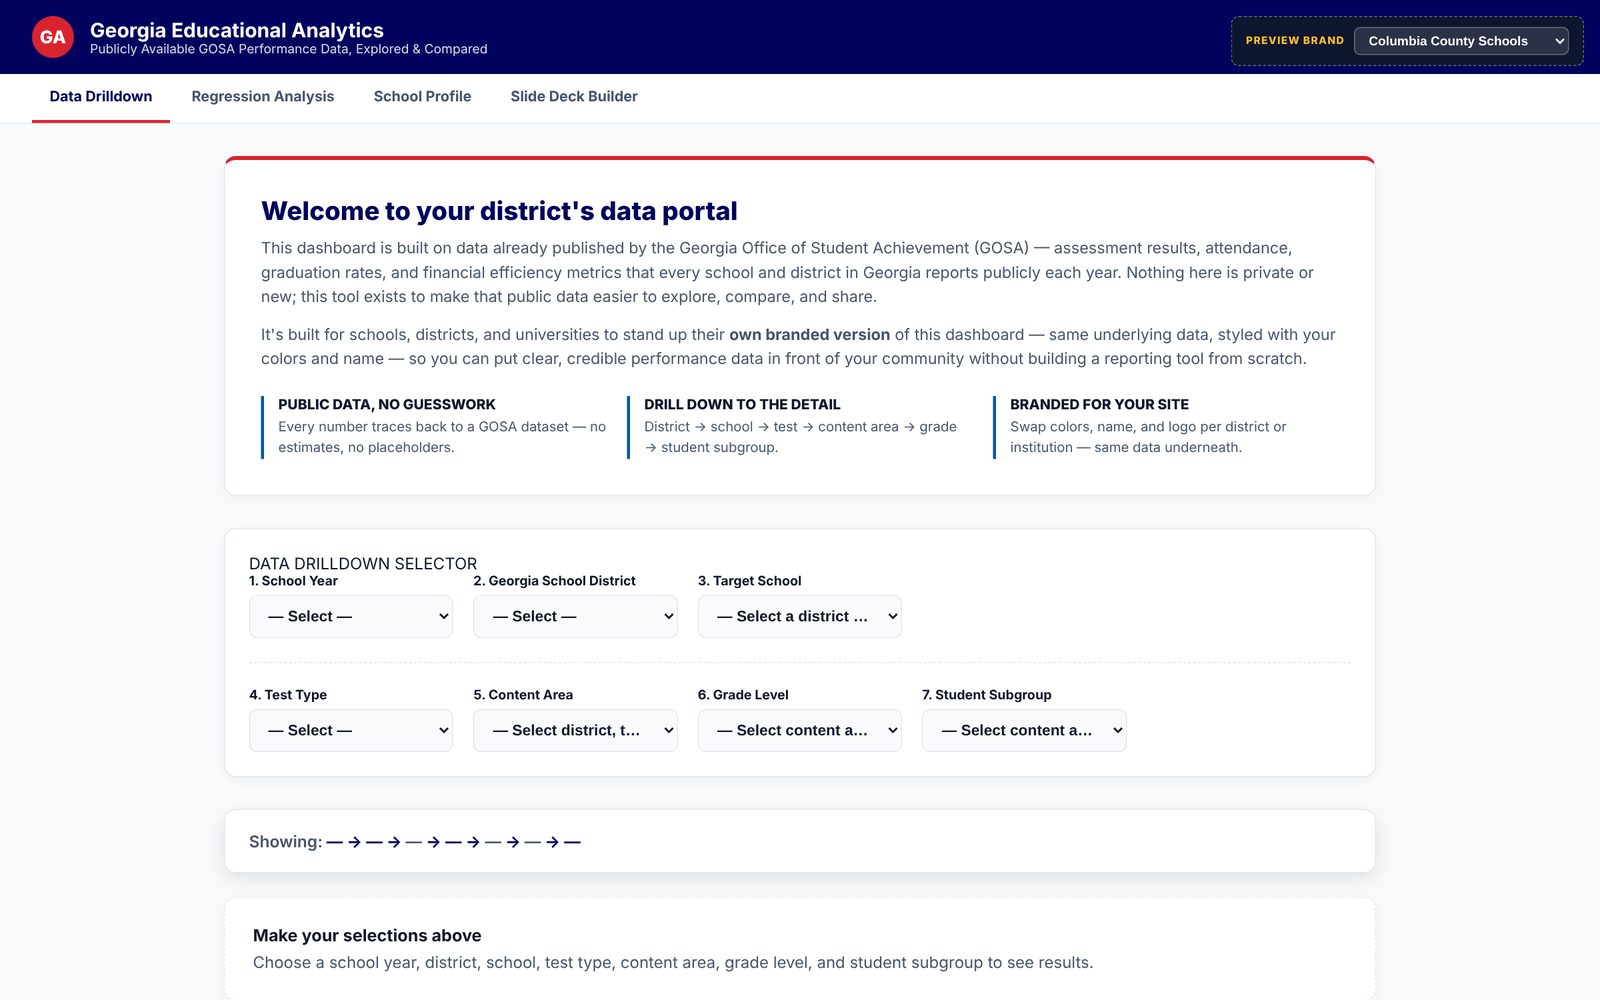 GA
Georgia Educational Analytics
Publicly Available GOSA Performance Data, Explored & Compared
PREVIEW BRAND
Columbia County Schools
Data Drilldown
Regression Analysis
School Profile
Slide Deck Builder
Welcome to your district's data portal
This dashboard is built on data already published by the Georgia Office of Student Achievement (GOSA) — assessment results, attendance,
graduation rates, and financial efficiency metrics that every school and district in Georgia reports publicly each year. Nothing here is private or
new; this tool exists to make that public data easier to explore, compare, and share.
It's built for schools, districts, and universities to stand up their own branded version of this dashboard — same underlying data, styled with your
colors and name — so you can put clear, credible performance data in front of your community without building a reporting tool from scratch.
PUBLIC DATA, NO GUESSWORK
Every number traces back to a GOSA dataset — no
estimates, no placeholders.
DRILL DOWN TO THE DETAIL
District → school → test → content area → grade
→ student subgroup.
BRANDED FOR YOUR SITE
Swap colors, name, and logo per district or
institution — same data underneath.
DATA DRILLDOWN SELECTOR
1. School Year
— Select —
2. Georgia School District
— Select —
3. Target School
— Select a district ...
4. Test Type
— Select —
5. Content Area
— Select district, t...
6. Grade Level
— Select content a...
7. Student Subgroup
— Select content a...
Showing: — → — → — → — → — → — → —
Make your selections above
Choose a school year, district, school, test type, content area, grade level, and student subgroup to see results.